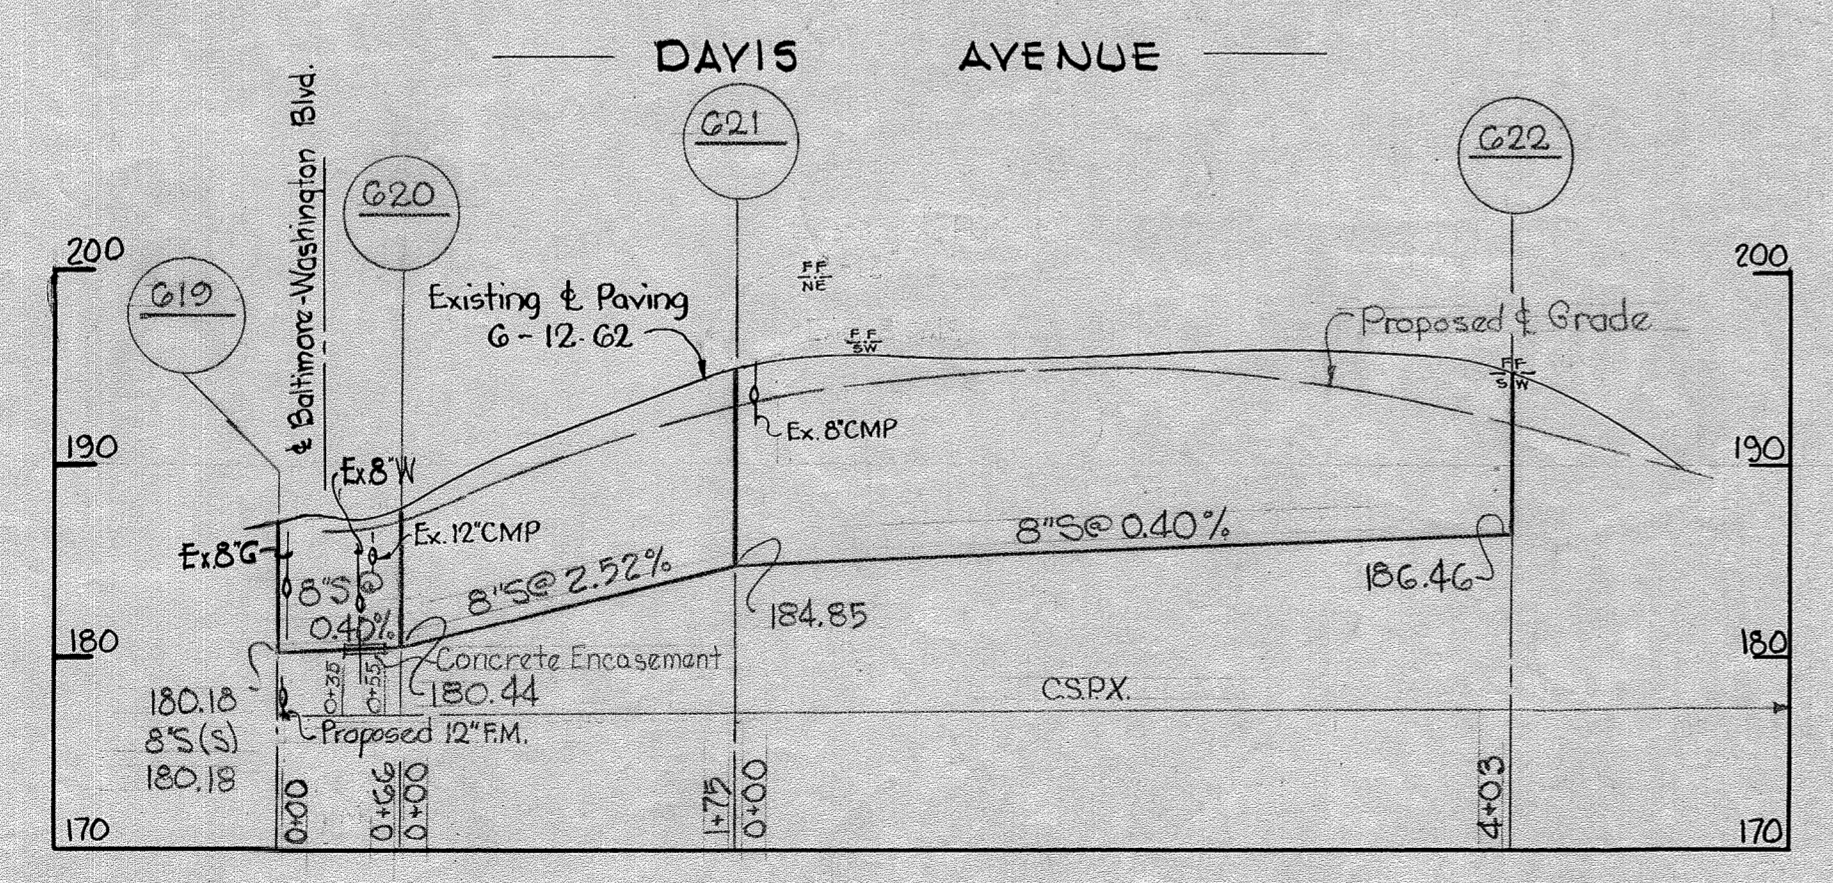 DAVIS AVENUE
℄ Baltimore-Washington Blvd.
619
620
621
622
200
200
Existing ℄ Paving
6-12-62
FF
NE
FF
SW
Proposed ℄ Grade
FF
SW
190
190
Ex. 8"CMP
Ex 8"W
Ex. 12"CMP
Ex.8"G
8"S @
0.40%
8"S@ 2.52%
8"S@ 0.40%
186.46
184.85
180
180
Concrete Encasement
180.44
0+35
0+55
180.18
8"S(S)
180.18
Proposed 12"F.M.
C.S.P.X.
0+00
0+66
0+00
1+75
0+00
4+03
170
170